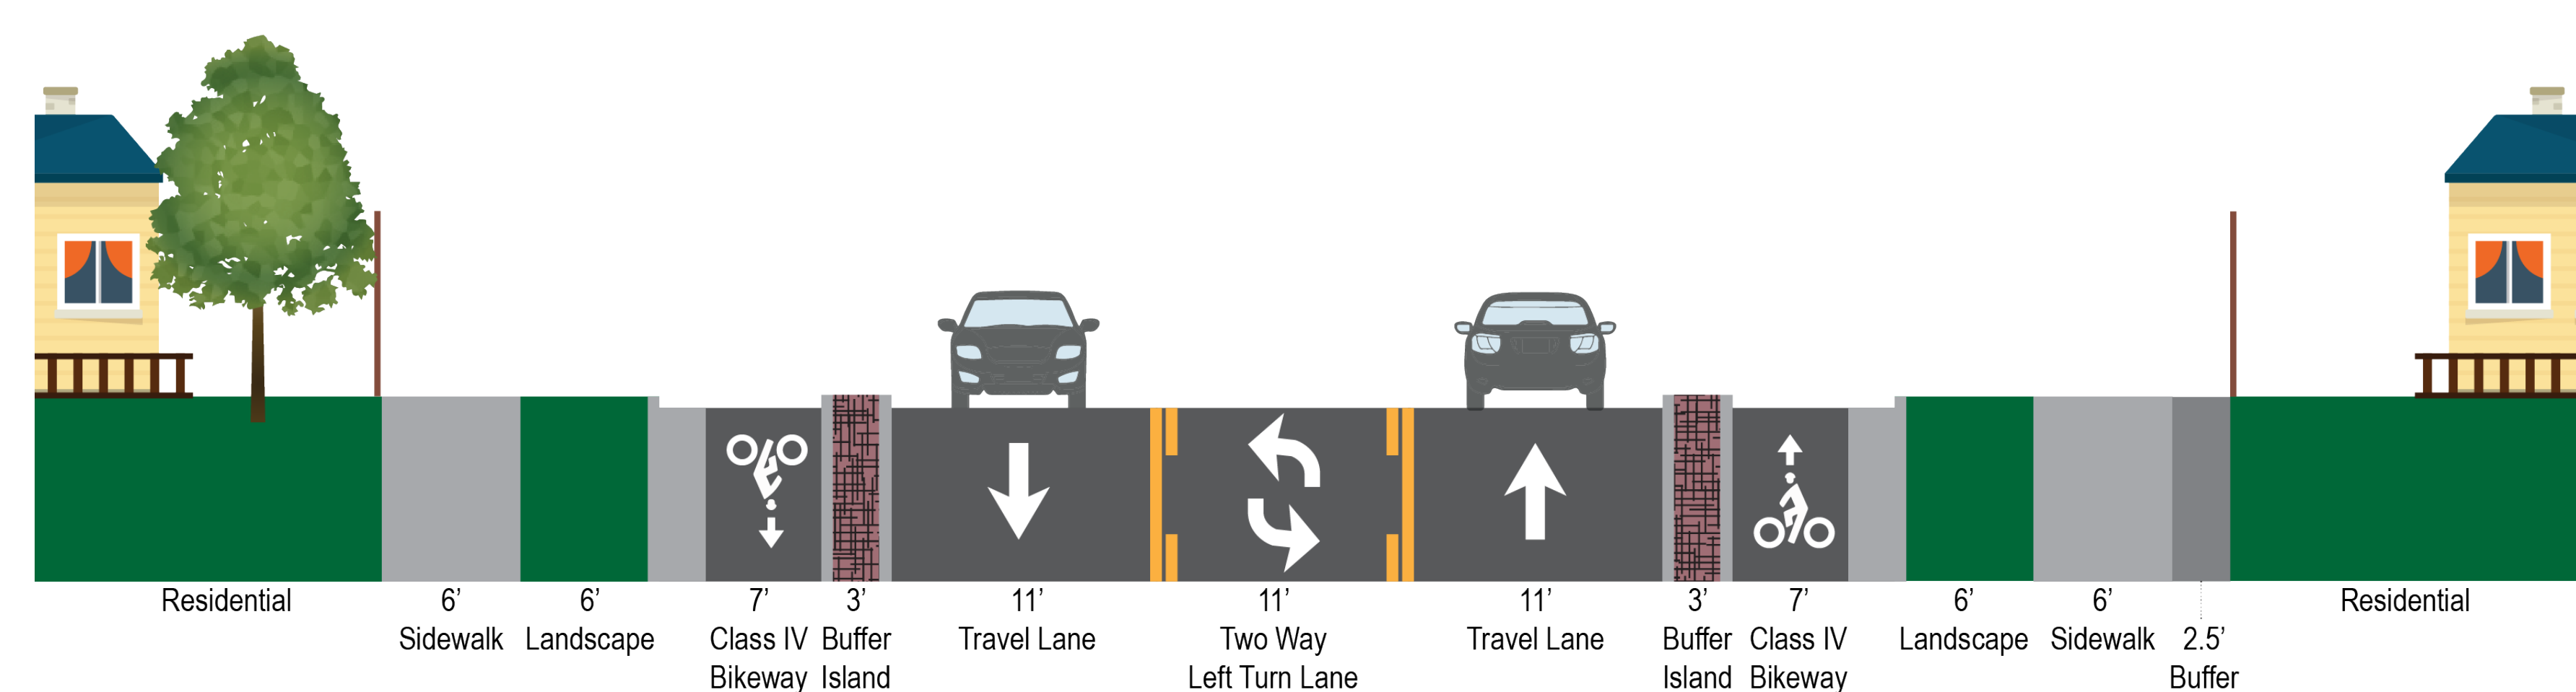 Residential
6’
Sidewalk
6’
Landscape
7’
Class IV
Bikeway
3’
Buffer
Island
11’
Travel Lane
11’
Two Way
Left Turn Lane
11’
Travel Lane
3’
Buffer
Island
7’
Class IV
Bikeway
6’
Landscape
6’
Sidewalk
2.5’
Buffer
Residential